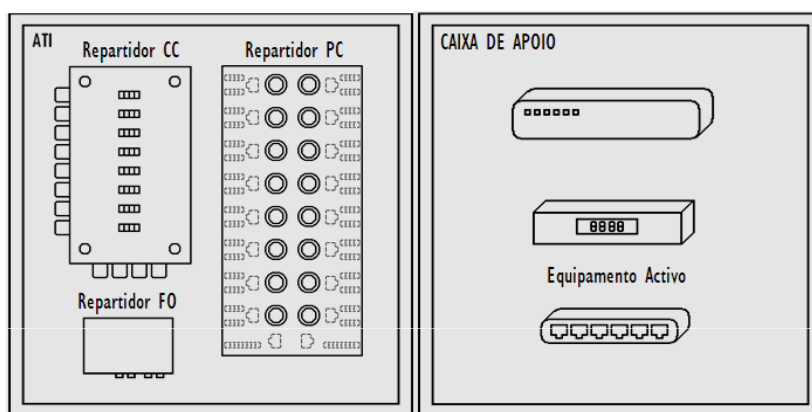 ATI
Repartidor CC
Repartidor PC
Repartidor FO
CAIXA DE APOIO
8888
Equipamento Activo